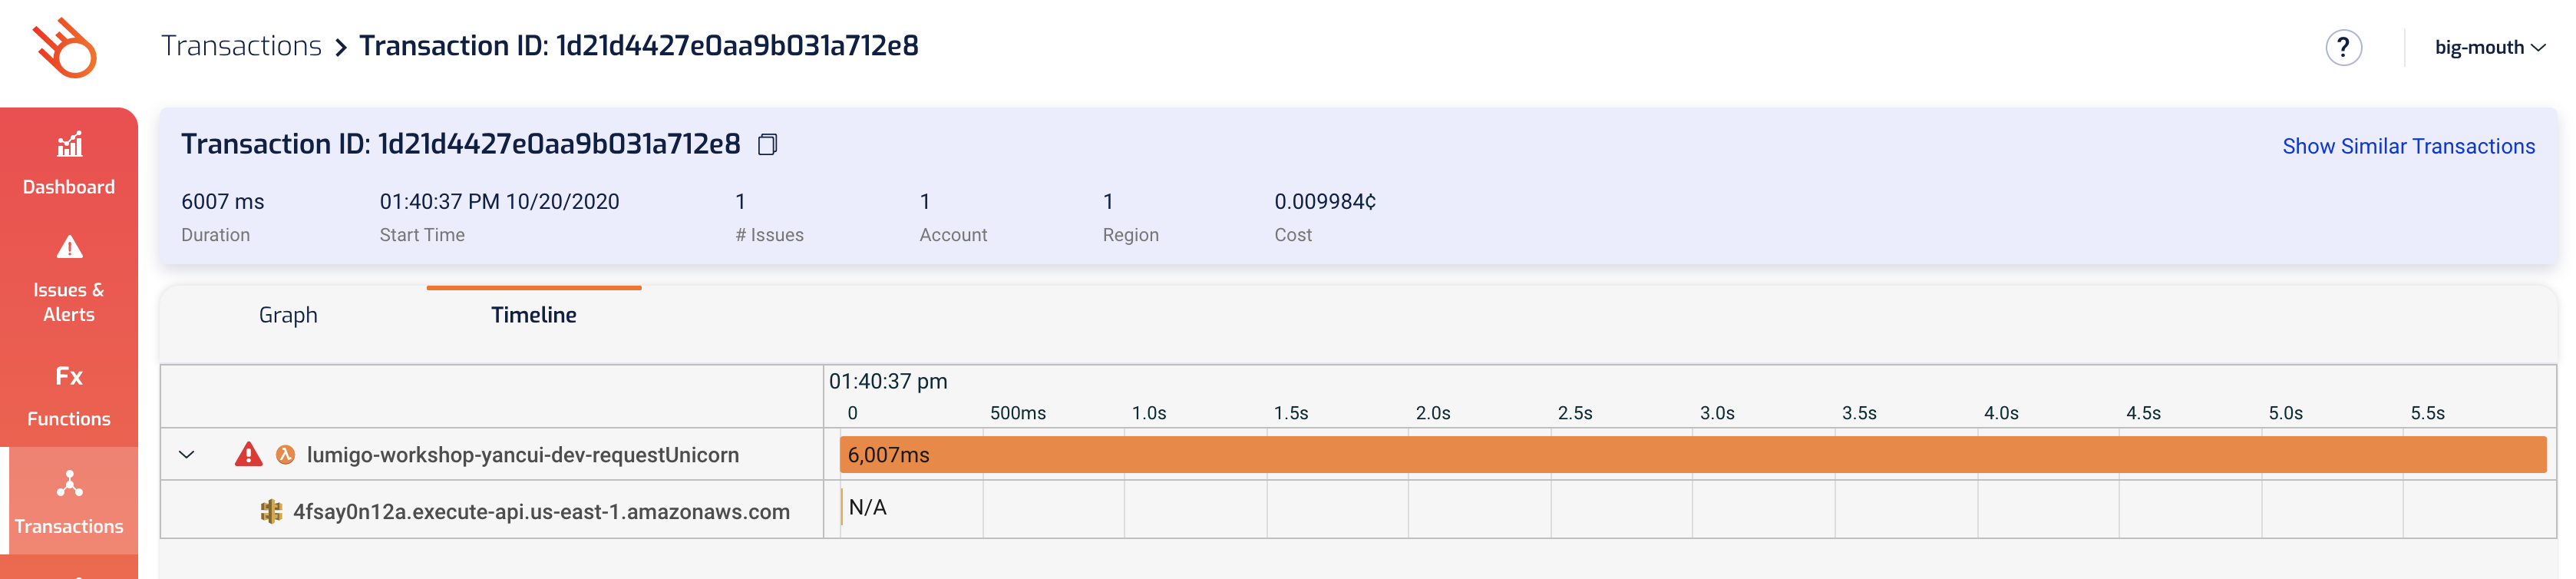 Transactions > Transaction ID: 1d21d4427e0aa9b031a712e8
? big-mouth
Transaction ID: 1d21d4427e0aa9b031a712e8
Show Similar Transactions
6007 ms 01:40:37 PM 10/20/2020 1 1 1 0.009984¢
Duration Start Time # Issues Account Region Cost
Dashboard
Issues &
Alerts
Fx
Functions
Transactions
Graph Timeline
01:40:37 pm
0 500ms 1.0s 1.5s 2.0s 2.5s 3.0s 3.5s 4.0s 4.5s 5.0s 5.5s
λ lumigo-workshop-yancui-dev-requestUnicorn 6,007ms
4fsay0n12a.execute-api.us-east-1.amazonaws.com N/A